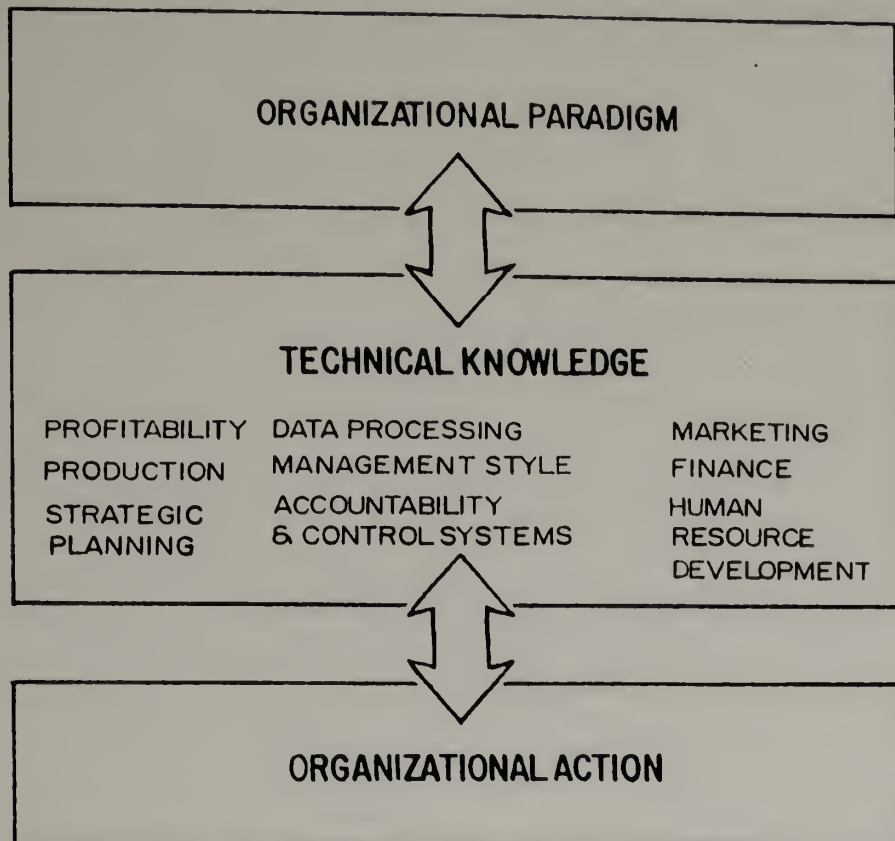 ORGANIZATIONAL PARADIGM
TECHNICAL KNOWLEDGE
PROFITABILITY
PRODUCTION
STRATEGIC
PLANNING
DATA PROCESSING
MANAGEMENT STYLE
ACCOUNTABILITY
& CONTROL SYSTEMS
MARKETING
FINANCE
HUMAN
RESOURCE
DEVELOPMENT
ORGANIZATIONAL ACTION